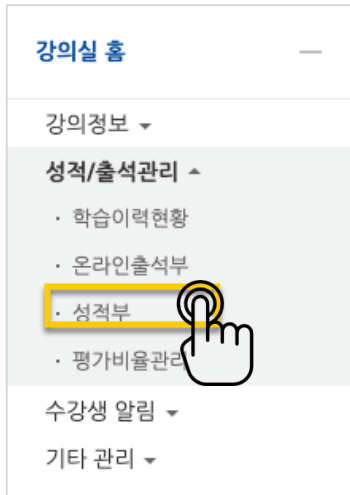 강의실 홈
강의정보
성적/출석관리
· 학습이력현황
· 온라인출석부
· 성적부
· 평가비율관리
수강생 알림
기타 관리